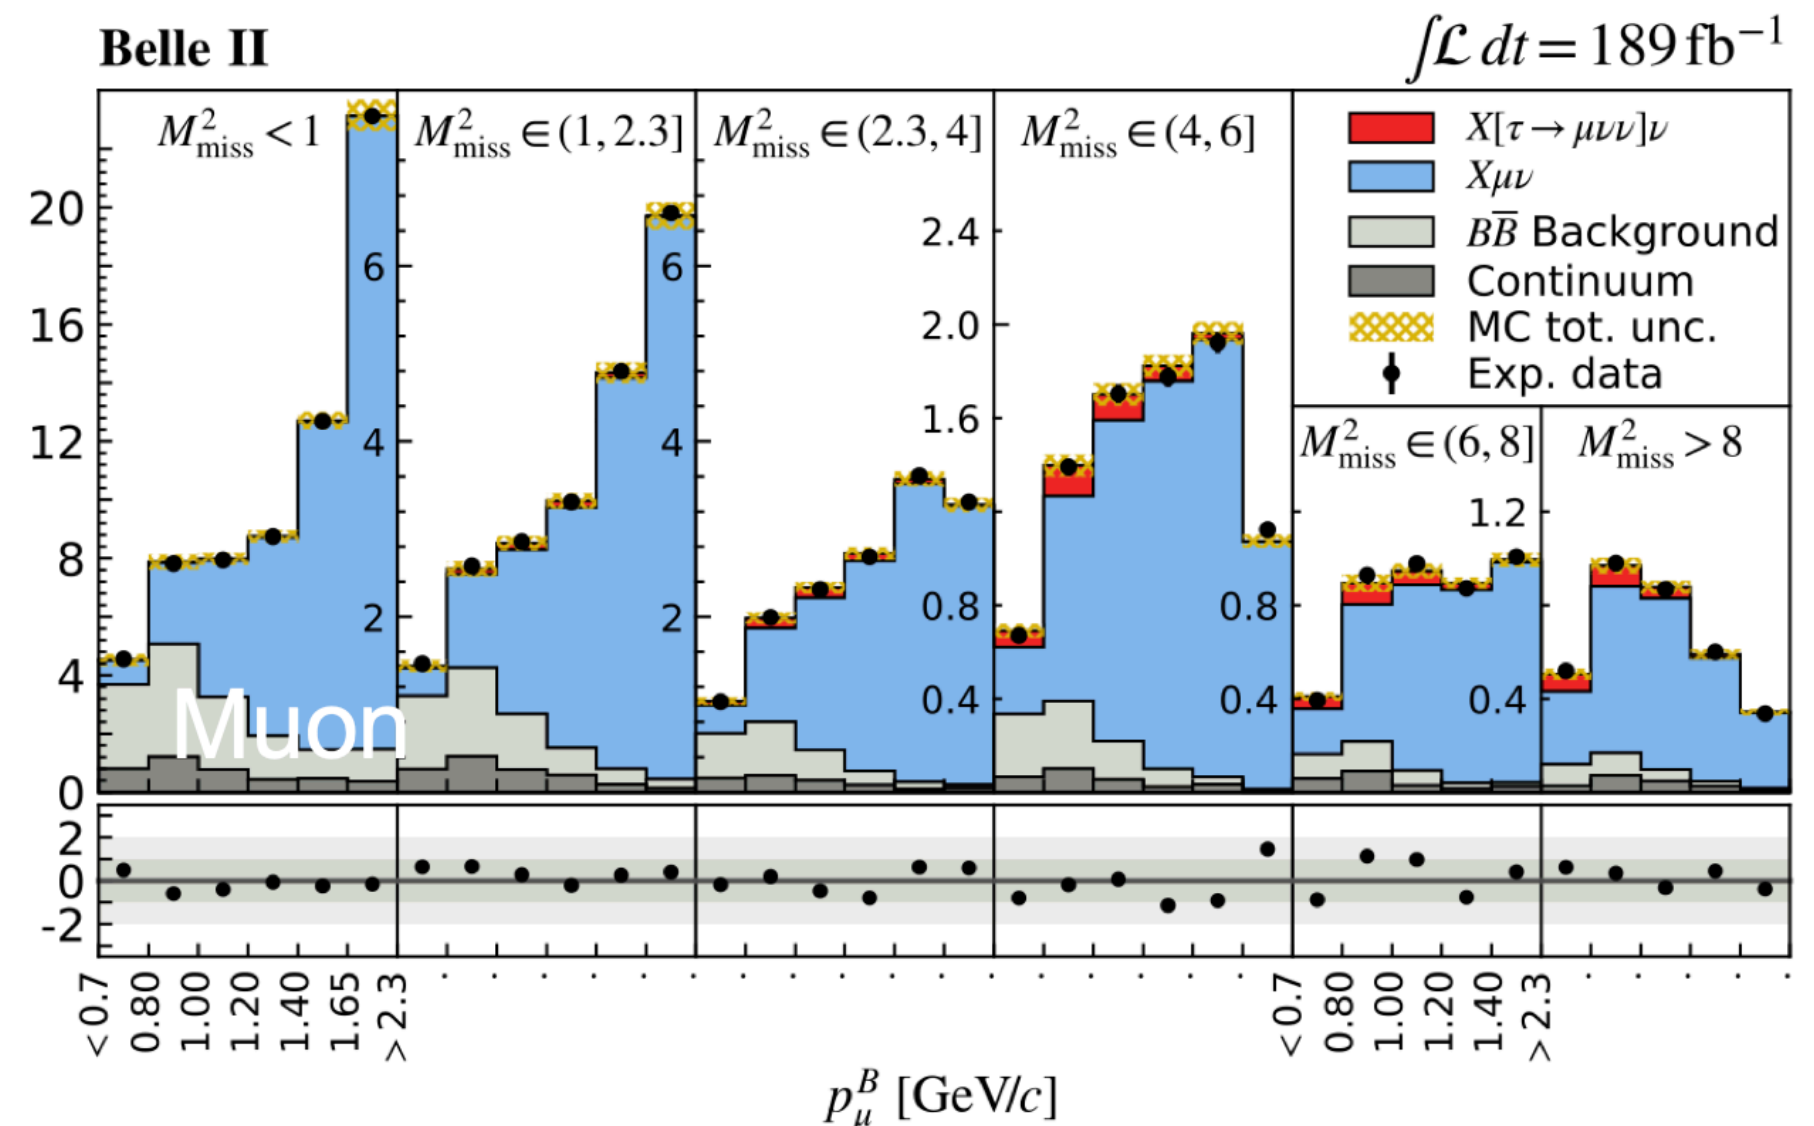 Belle II
∫ℒ dt = 189 fb⁻¹
M²miss < 1
M²miss ∈ (1, 2.3]
M²miss ∈ (2.3, 4]
M²miss ∈ (4, 6]
X[τ → μνν]ν
Xμν
BB̅ Background
Continuum
MC tot. unc.
Exp. data
M²miss ∈ (6, 8]
M²miss > 8
20
16
12
8
4
0
6
4
2
6
4
2
2.4
2.0
1.6
0.8
0.4
0.8
0.4
1.2
0.4
Muon
2
0
-2
<0.7
0.80
1.00
1.20
1.40
1.65
>2.3
<0.7
0.80
1.00
1.20
1.40
>2.3
pμᴮ [GeV/c]